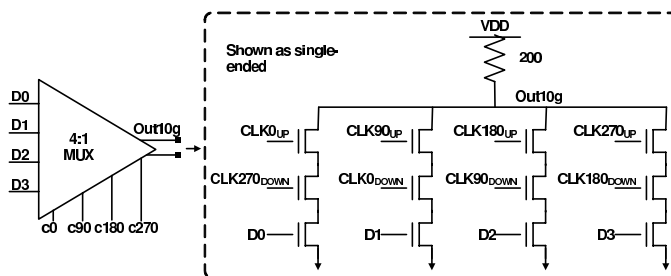 Shown as single-
ended
VDD
200
Out10g
D0
D1
D2
D3
4:1
MUX
Out10g
c0 c90 c180 c270
CLK0UP CLK90UP CLK180UP CLK270UP
CLK270DOWN CLK0DOWN CLK90DOWN CLK180DOWN
D0 D1 D2 D3